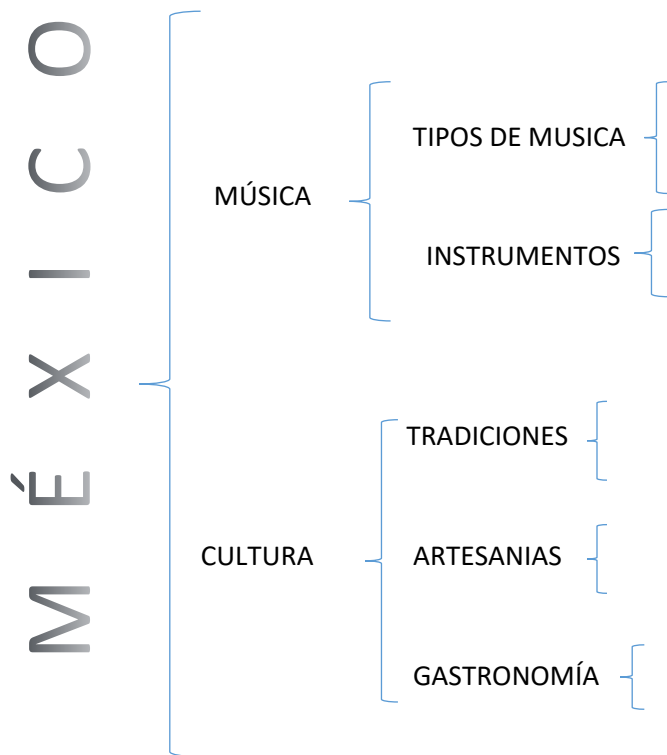 MÉXICO
MÚSICA
TIPOS DE MUSICA
INSTRUMENTOS
CULTURA
TRADICIONES
ARTESANIAS
GASTRONOMÍA